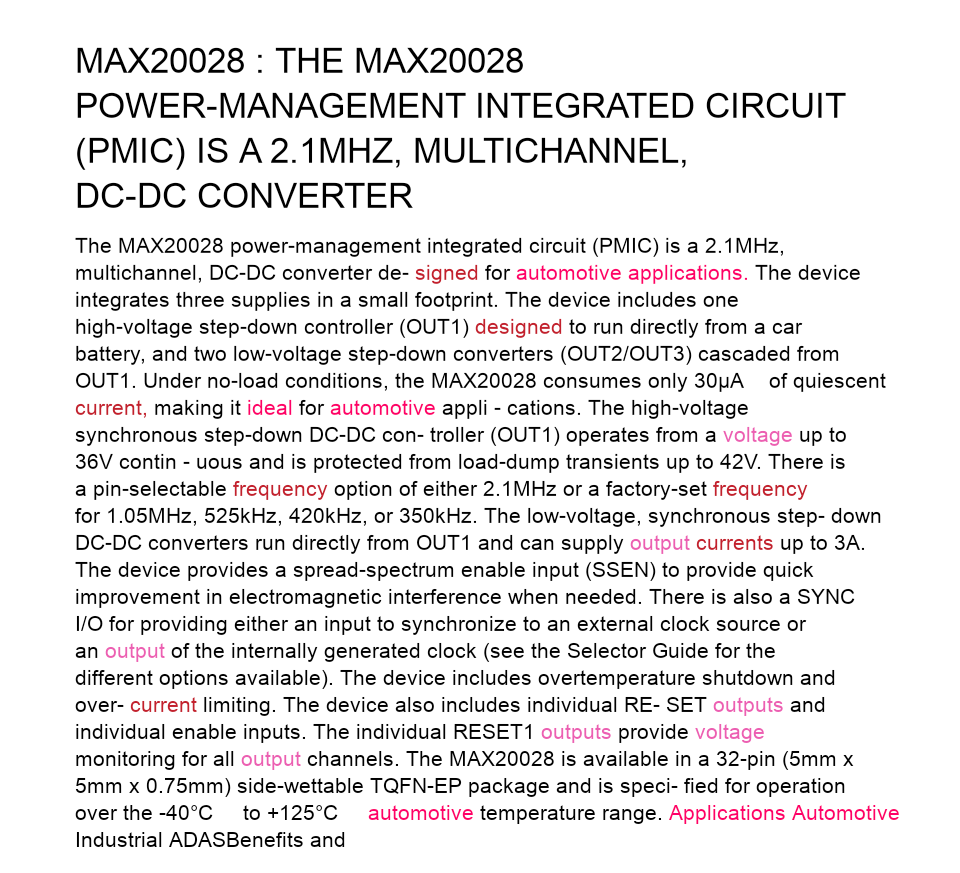 MAX20028 : THE MAX20028
POWER-MANAGEMENT INTEGRATED CIRCUIT
(PMIC) IS A 2.1MHZ, MULTICHANNEL,
DC-DC CONVERTER
The MAX20028 power-management integrated circuit (PMIC) is a 2.1MHz,
multichannel, DC-DC converter de- signed for automotive applications. The device
integrates three supplies in a small footprint. The device includes one
high-voltage step-down controller (OUT1) designed to run directly from a car
battery, and two low-voltage step-down converters (OUT2/OUT3) cascaded from
OUT1. Under no-load conditions, the MAX20028 consumes only 30µA of quiescent
current, making it ideal for automotive appli - cations. The high-voltage
synchronous step-down DC-DC con- troller (OUT1) operates from a voltage up to
36V contin - uous and is protected from load-dump transients up to 42V. There is
a pin-selectable frequency option of either 2.1MHz or a factory-set frequency
for 1.05MHz, 525kHz, 420kHz, or 350kHz. The low-voltage, synchronous step- down
DC-DC converters run directly from OUT1 and can supply output currents up to 3A.
The device provides a spread-spectrum enable input (SSEN) to provide quick
improvement in electromagnetic interference when needed. There is also a SYNC
I/O for providing either an input to synchronize to an external clock source or
an output of the internally generated clock (see the Selector Guide for the
different options available). The device includes overtemperature shutdown and
over- current limiting. The device also includes individual RE- SET outputs and
individual enable inputs. The individual RESET1 outputs provide voltage
monitoring for all output channels. The MAX20028 is available in a 32-pin (5mm x
5mm x 0.75mm) side-wettable TQFN-EP package and is speci- fied for operation
over the -40°C to +125°C automotive temperature range. Applications Automotive
Industrial ADASBenefits and